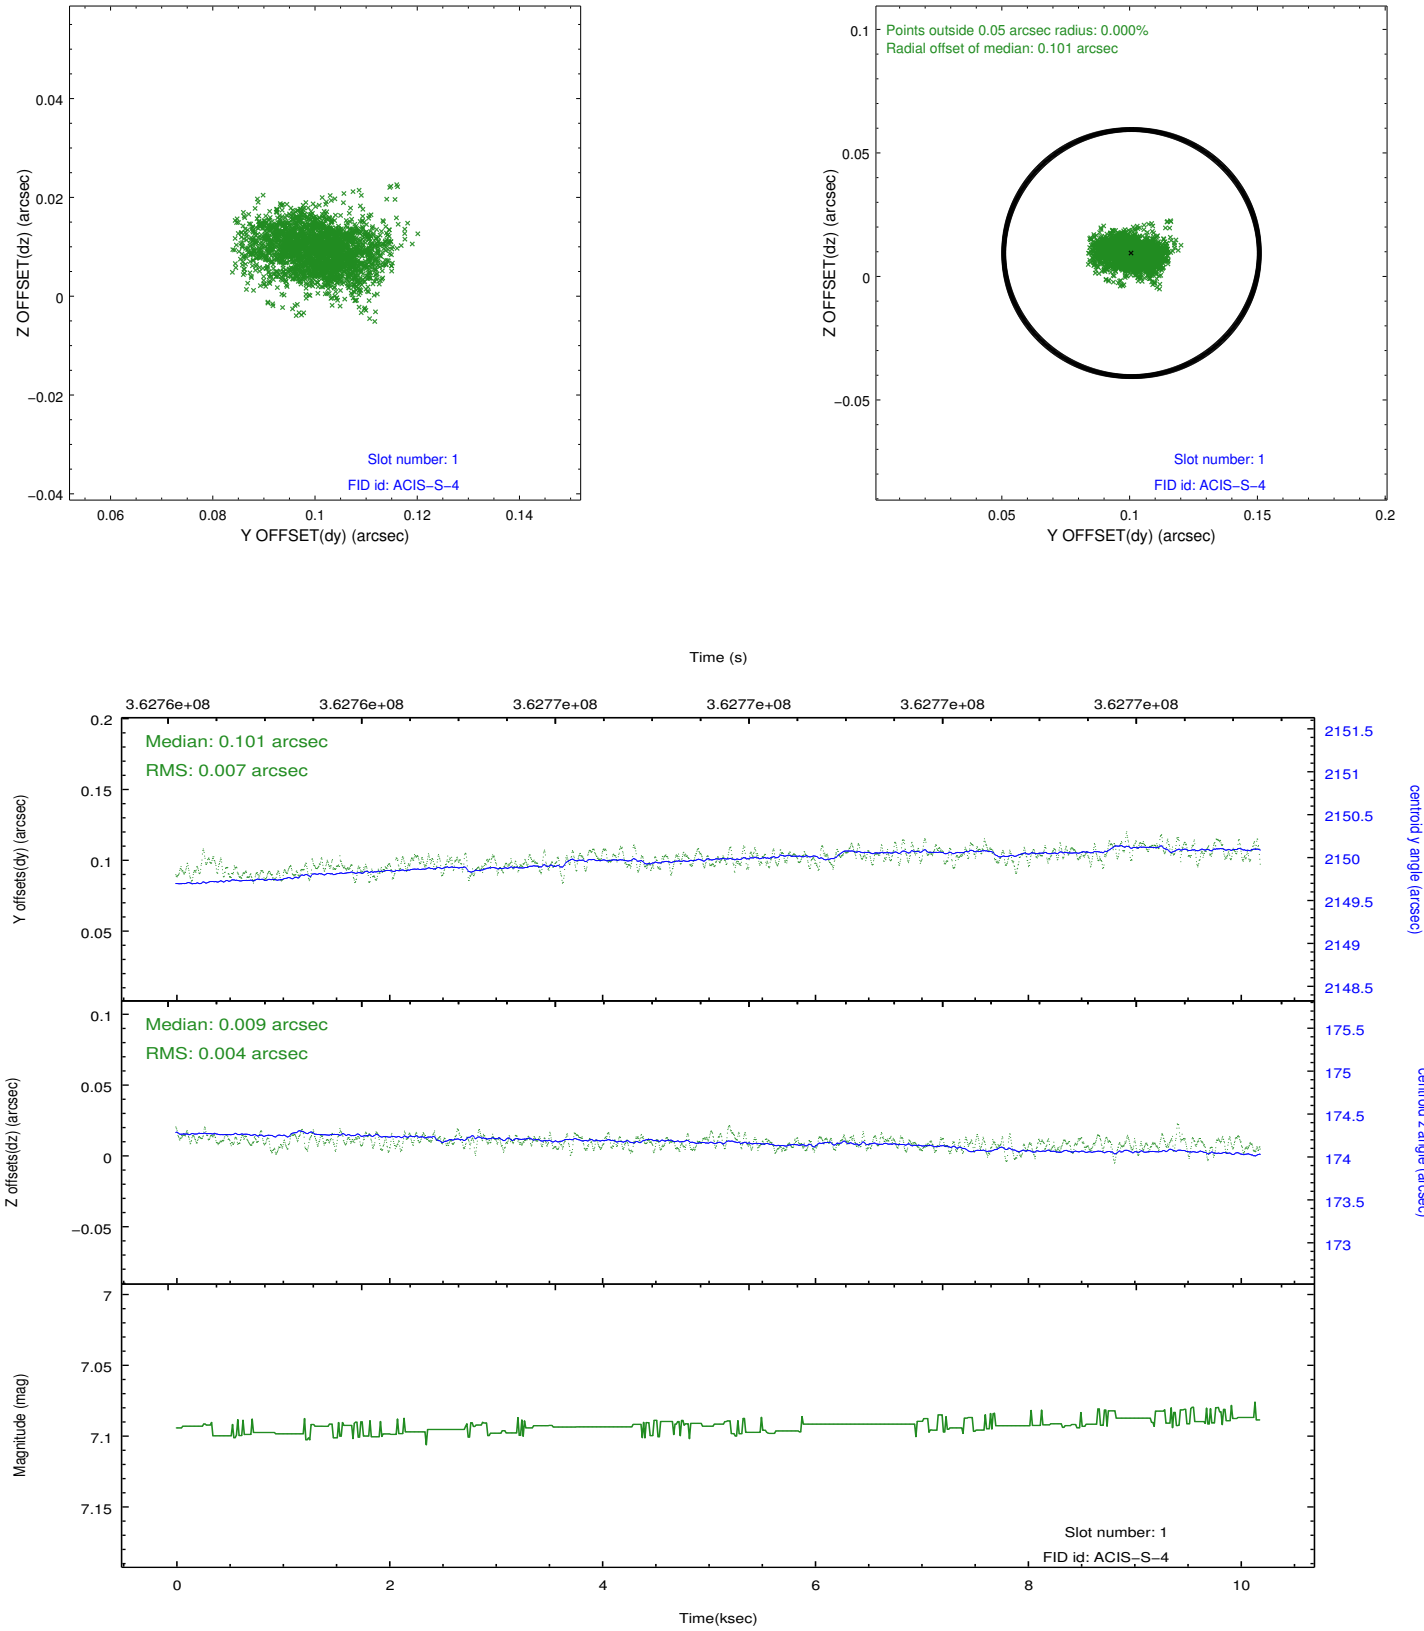 0.04
0.02
0
−0.02
−0.04
Z OFFSET(dz) (arcsec)
Slot number: 1
FID id: ACIS−S−4
0.06
0.08
0.1
0.12
0.14
Y OFFSET(dy) (arcsec)
Points outside 0.05 arcsec radius: 0.000%
Radial offset of median: 0.101 arcsec
0.1
0.05
0
−0.05
Z OFFSET(dz) (arcsec)
Slot number: 1
FID id: ACIS−S−4
0.05
0.1
0.15
0.2
Y OFFSET(dy) (arcsec)
Time (s)
3.6276e+08
3.6276e+08
3.6277e+08
3.6277e+08
3.6277e+08
3.6277e+08
Median: 0.101 arcsec
RMS: 0.007 arcsec
0.2
0.15
0.1
0.05
Y offsets(dy) (arcsec)
2151.5
2151
2150.5
2150
2149.5
2149
2148.5
centroid y angle (arcsec)
Median: 0.009 arcsec
RMS: 0.004 arcsec
0.1
0.05
0
−0.05
Z offsets(dz) (arcsec)
175.5
175
174.5
174
173.5
173
centroid z angle (arcsec)
7
7.05
7.1
7.15
Magnitude (mag)
Slot number: 1
FID id: ACIS−S−4
0
2
4
6
8
10
Time(ksec)